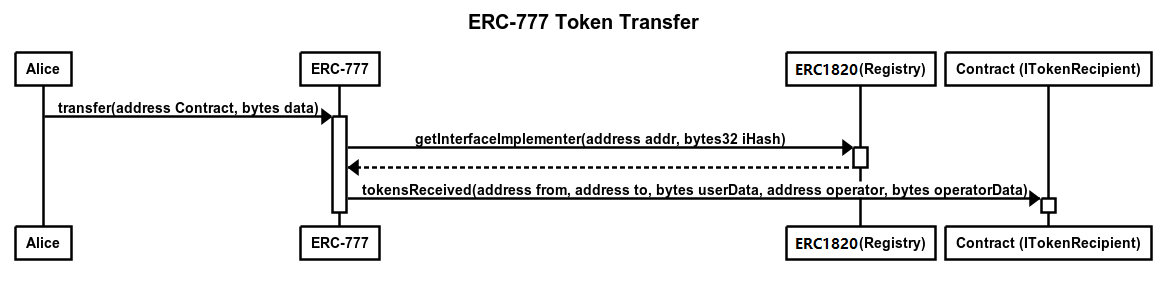 ERC-777 Token Transfer
Alice
ERC-777
ERC1820(Registry)
Contract (ITokenRecipient)
transfer(address Contract, bytes data)
getInterfaceImplementer(address addr, bytes32 iHash)
tokensReceived(address from, address to, bytes userData, address operator, bytes operatorData)
Alice
ERC-777
ERC1820(Registry)
Contract (ITokenRecipient)